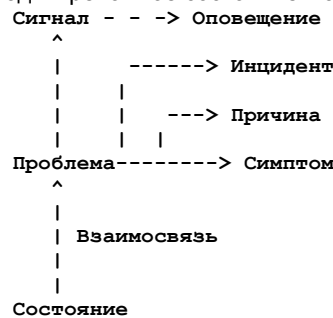 Сигнал - - -> Оповещение
^
| ------> Инцидент
| |
| | ---> Причина
| | |
Проблема--------> Симптом
^
|
| Взаимосвязь
|
|
Состояние